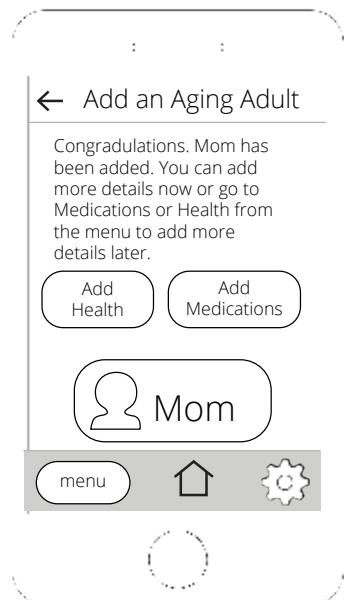 Add an Aging Adult
Congradulations. Mom has
been added. You can add
more details now or go to
Medications or Health from
the menu to add more
details later.
Add
Health
Add
Medications
Mom
menu